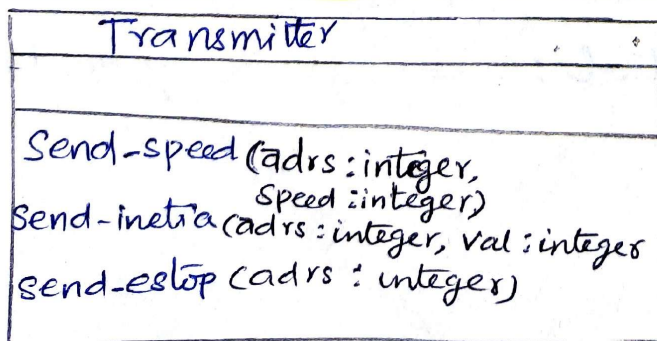 Transmitter
Send-speed (adrs : integer,
speed : integer)
Send-inetia (adrs : integer, val : integer
send-estop (adrs : integer)